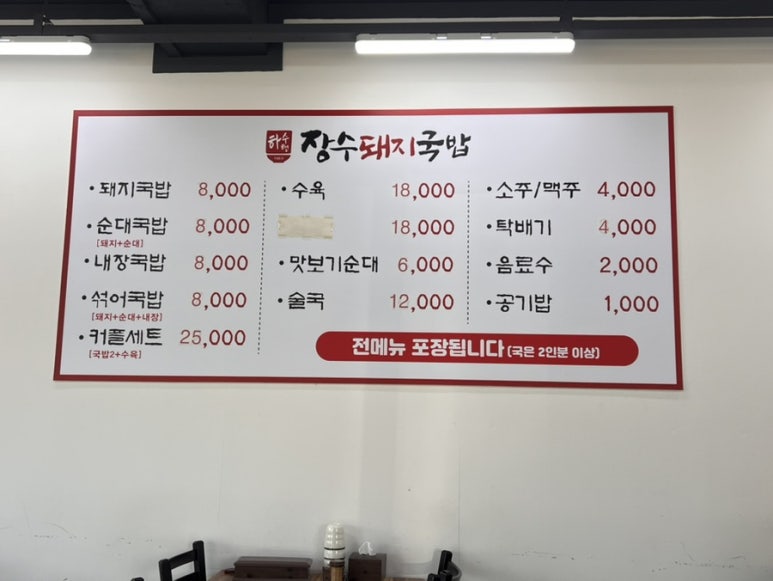 장수돼지국밥
• 돼지국밥 8,000
• 순대국밥 8,000
[돼지+순대]
• 내장국밥 8,000
• 섞어국밥 8,000
[돼지+순대+내장]
• 커플세트 25,000
[국밥2+수육]
• 수육 18,000
18,000
• 맛보기순대 6,000
• 술국 12,000
• 소주/맥주 4,000
• 탁배기 4,000
• 음료수 2,000
• 공기밥 1,000
전메뉴 포장됩니다 (국은 2인분 이상)